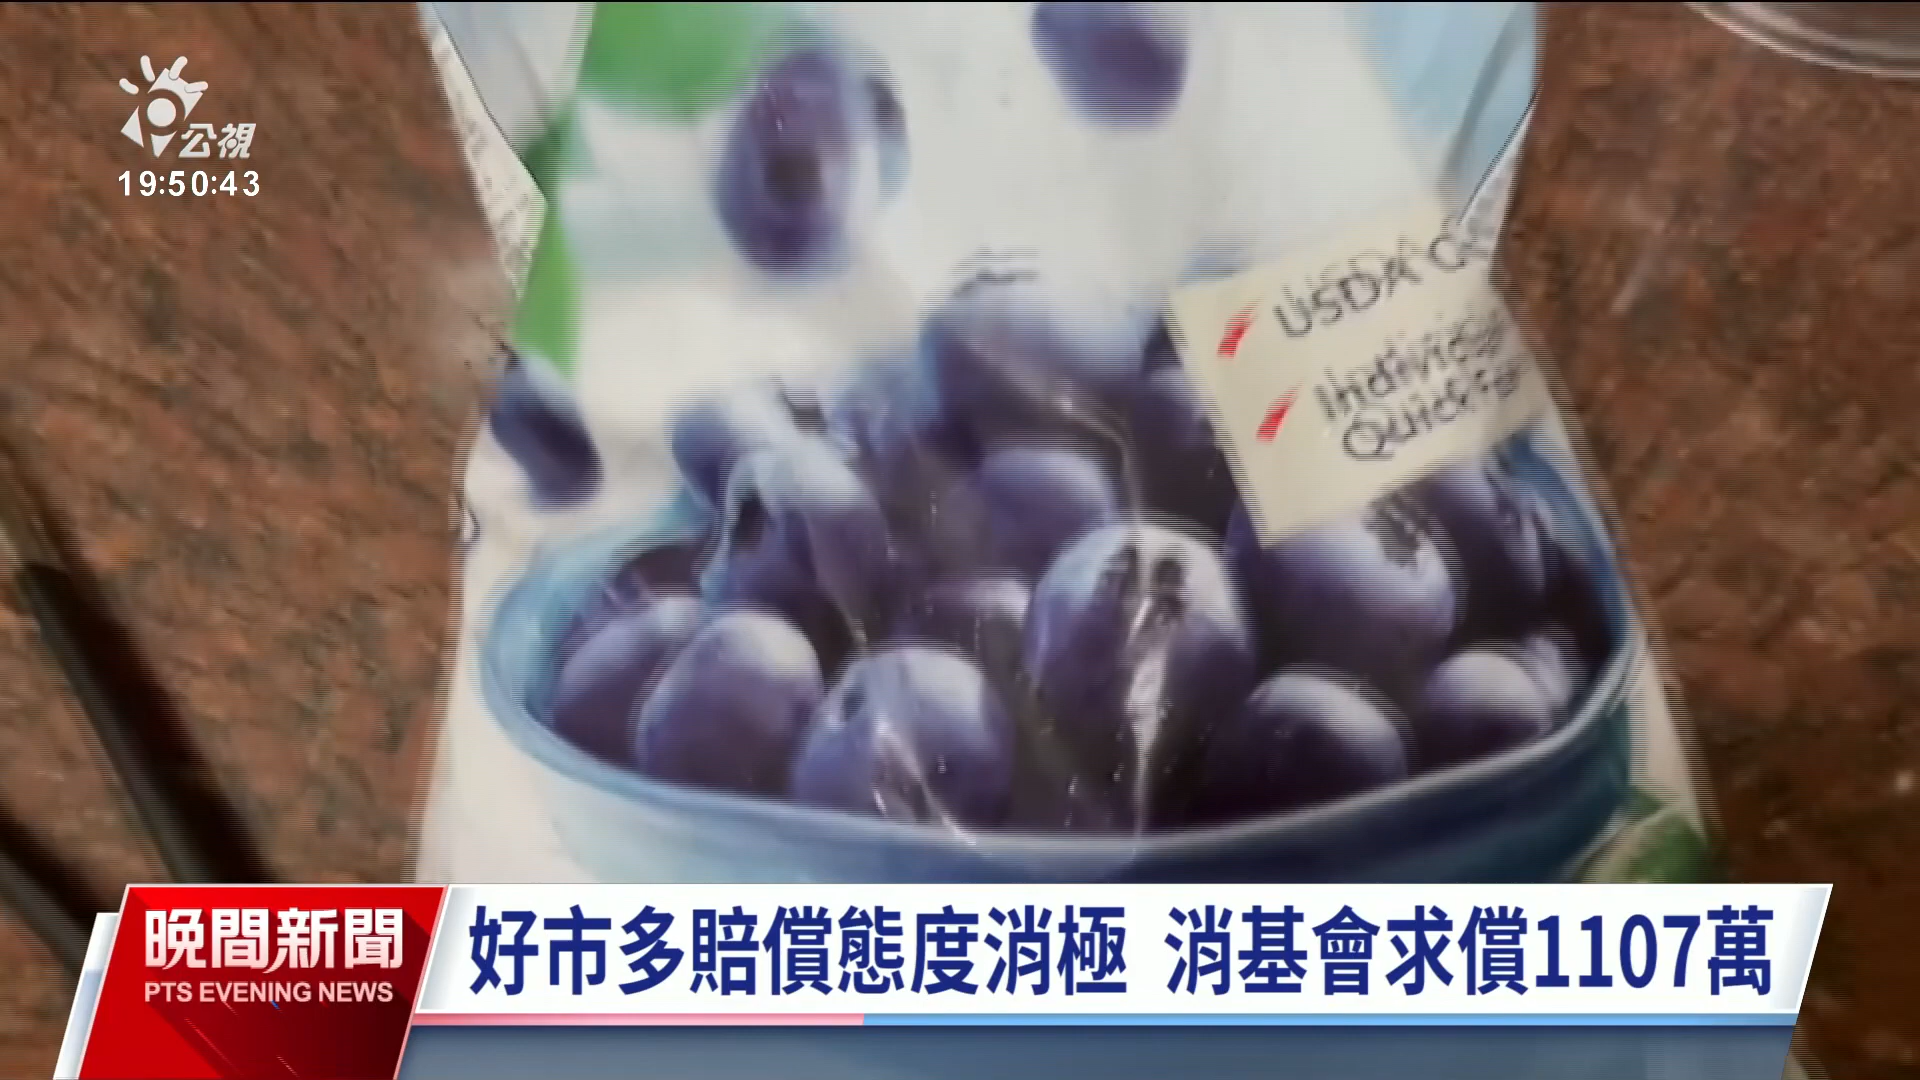 公視
19:50:43
USDA
Quick
晚間新聞
PTS EVENING NEWS
好市多賠償態度消極 消基會求償1107萬